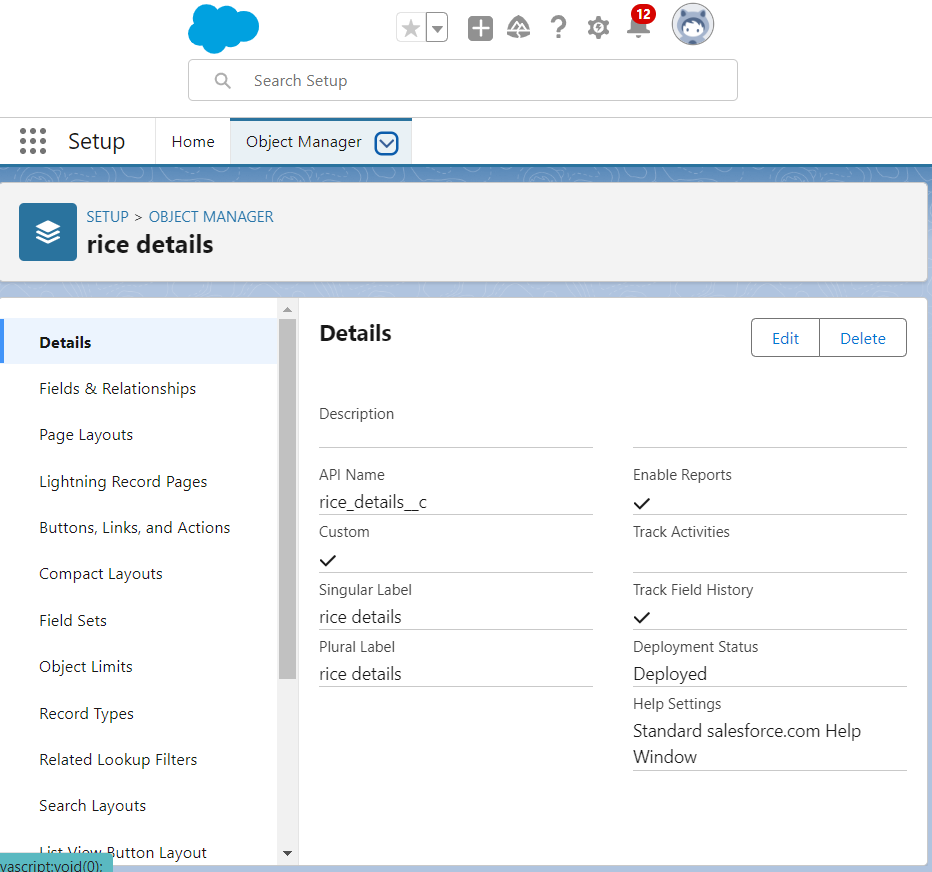 12
Search Setup
Setup
Home
Object Manager
SETUP > OBJECT MANAGER
rice details
Details
Fields & Relationships
Page Layouts
Lightning Record Pages
Buttons, Links, and Actions
Compact Layouts
Field Sets
Object Limits
Record Types
Related Lookup Filters
Search Layouts
List View Button Layout
vascript:void(0);
Details
Edit
Delete
Description
API Name
rice_details__c
Custom
Singular Label
rice details
Plural Label
rice details
Enable Reports
Track Activities
Track Field History
Deployment Status
Deployed
Help Settings
Standard salesforce.com Help
Window